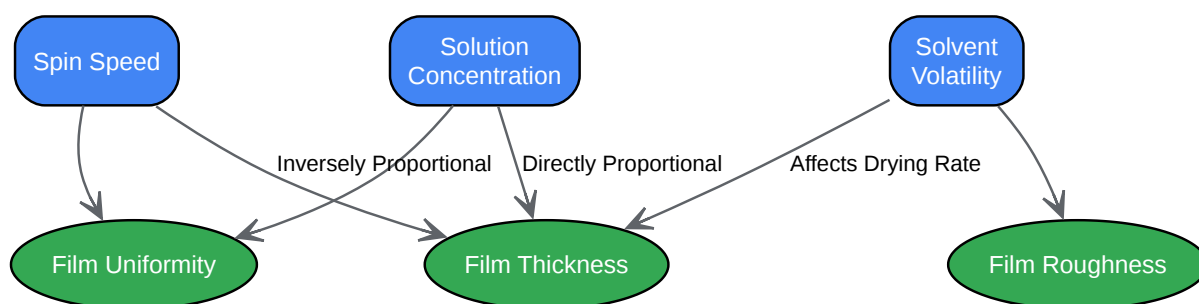 Spin Speed
Solution
Concentration
Solvent
Volatility
Inversely Proportional
Directly Proportional
Affects Drying Rate
Film Uniformity
Film Thickness
Film Roughness